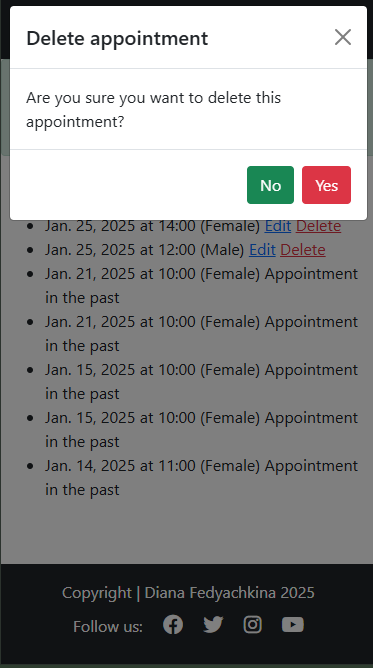 Delete appointment
Are you sure you want to delete this
appointment?
No Yes
Jan. 25, 2025 at 14:00 (Female) Edit Delete
Jan. 25, 2025 at 12:00 (Male) Edit Delete
Jan. 21, 2025 at 10:00 (Female) Appointment
in the past
Jan. 21, 2025 at 10:00 (Female) Appointment
in the past
Jan. 15, 2025 at 10:00 (Female) Appointment
in the past
Jan. 15, 2025 at 10:00 (Female) Appointment
in the past
Jan. 14, 2025 at 11:00 (Female) Appointment
in the past
Copyright | Diana Fedyachkina 2025
Follow us: